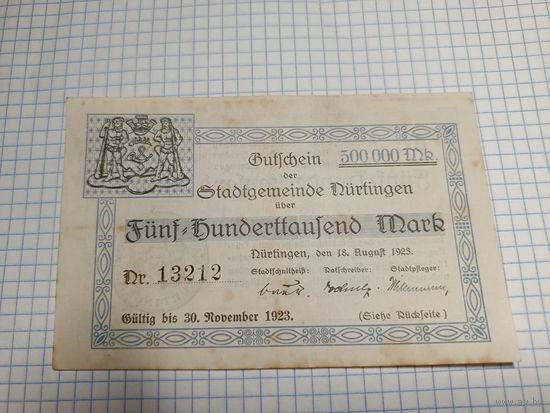 Gutschein 500 000 Mk
der
Stadtgemeinde Nürtingen
über
Fünf-Hunderttausend Mark
Nürtingen, den 18. August 1923.
Nr. 13212
Stadtschultheiß: Ratschreiber: Stadtpfleger:
Gültig bis 30. November 1923. (Siehe Rückseite)